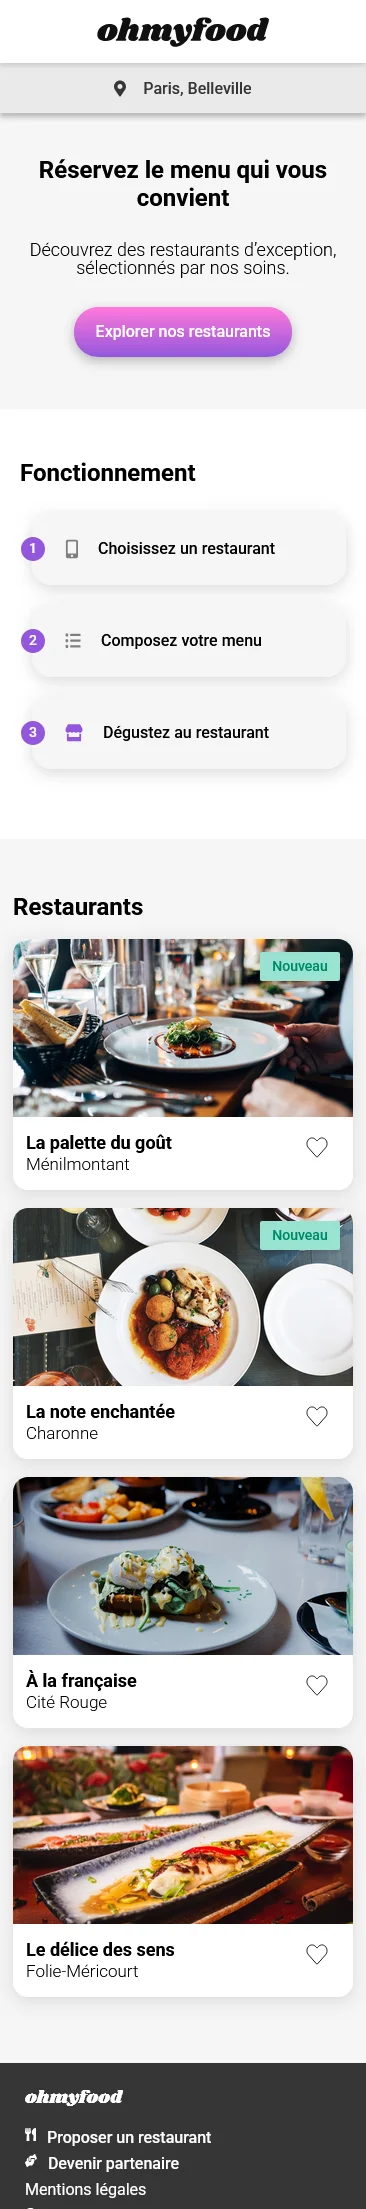 ohmyfood
Paris, Belleville
Réservez le menu qui vous
convient
Découvrez des restaurants d’exception,
sélectionnés par nos soins.
Explorer nos restaurants
Fonctionnement
1 Choisissez un restaurant
2 Composez votre menu
3 Dégustez au restaurant
Restaurants
Nouveau
La palette du goût
Ménilmontant
Nouveau
La note enchantée
Charonne
À la française
Cité Rouge
Le délice des sens
Folie-Méricourt
ohmyfood
Proposer un restaurant
Devenir partenaire
Mentions légales